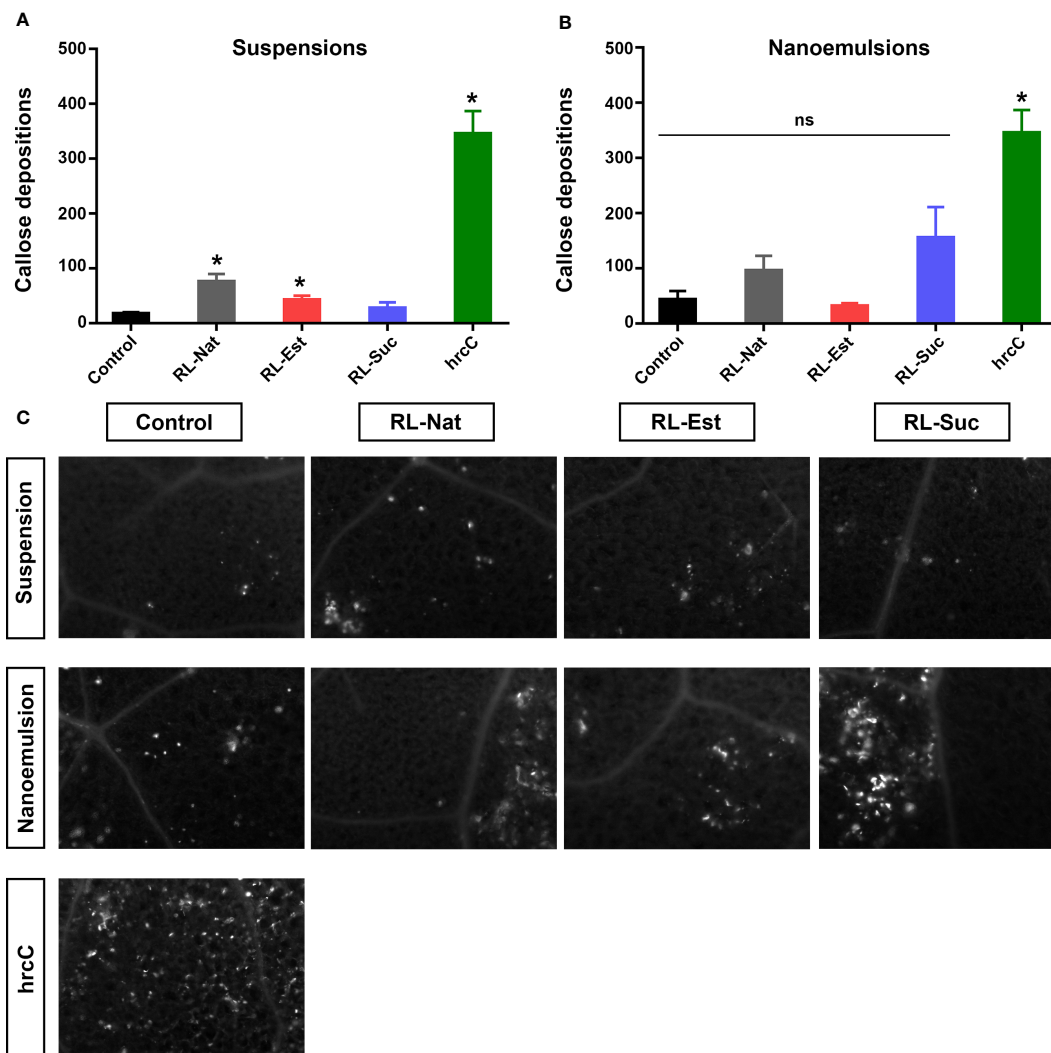 A
B
Suspensions
Nanoemulsions
Callose depositions
500
400
300
200
100
0
*
*
*
Control
RL-Nat
RL-Est
RL-Suc
hrcC
Callose depositions
500
400
300
200
100
0
ns
*
Control
RL-Nat
RL-Est
RL-Suc
hrcC
C
Control
RL-Nat
RL-Est
RL-Suc
Suspension
Nanoemulsion
hrcC